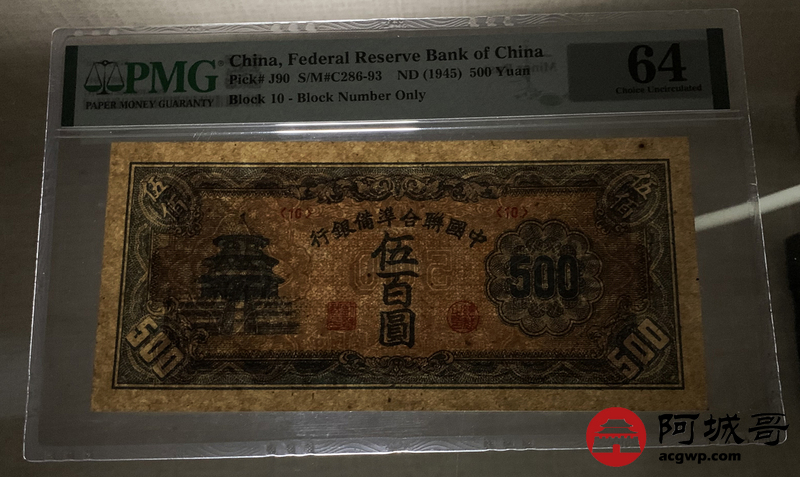 PMG
PAPER MONEY GUARANTY
China, Federal Reserve Bank of China
Pick# J90 S/M#C286-93 ND (1945) 500 Yuan
Block 10 - Block Number Only
64
Choice Uncirculated
伍佰
伍佰
〈10〉
〈10〉
行銀備準合聯國中
伍百圓
500
500
500
阿城哥
acgwp.com